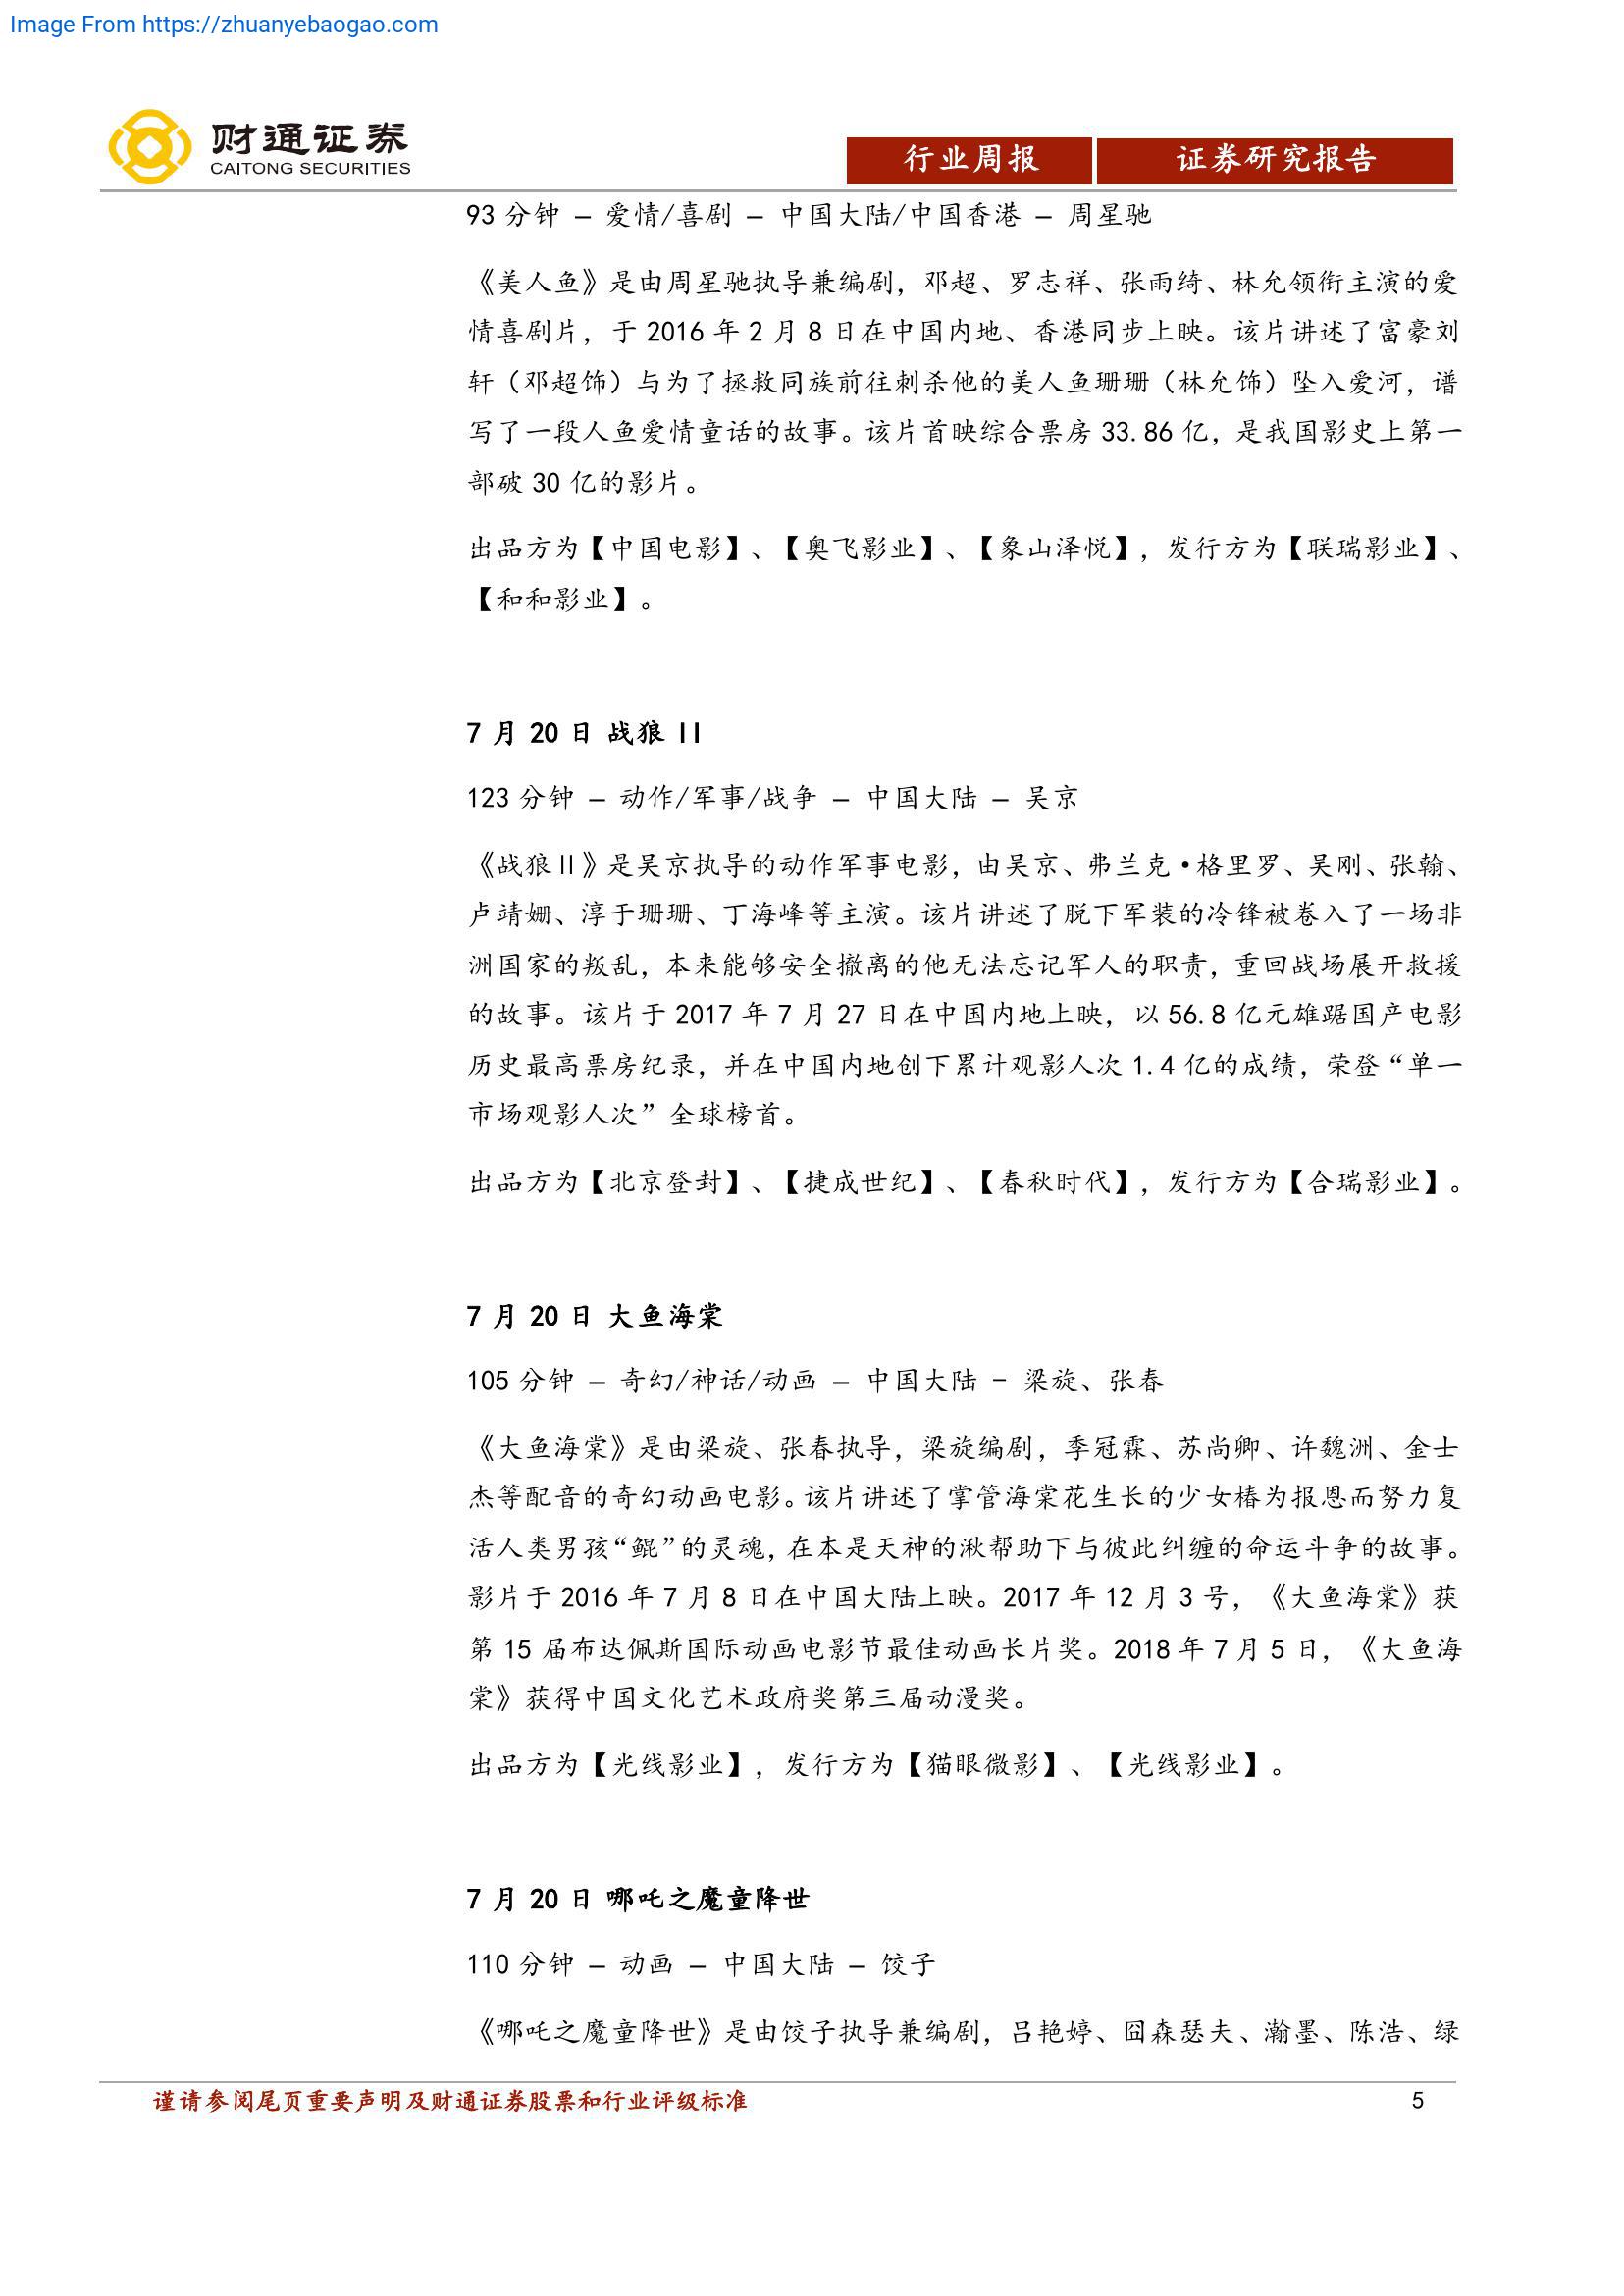 Image From https://zhuanyebaogao.com
财通证券
CAITONG SECURITIES
行业周报
证券研究报告
93 分钟 – 爱情/喜剧 – 中国大陆/中国香港 – 周星驰
《美人鱼》是由周星驰执导兼编剧，邓超、罗志祥、张雨绮、林允领衔主演的爱
情喜剧片，于 2016 年 2 月 8 日在中国内地、香港同步上映。该片讲述了富豪刘
轩（邓超饰）与为了拯救同族前往刺杀他的美人鱼珊珊（林允饰）坠入爱河，谱
写了一段人鱼爱情童话的故事。该片首映综合票房 33.86 亿，是我国影史上第一
部破 30 亿的影片。
出品方为【中国电影】、【奥飞影业】、【象山泽悦】，发行方为【联瑞影业】、
【和和影业】。
7 月 20 日 战狼 II
123 分钟 – 动作/军事/战争 – 中国大陆 – 吴京
《战狼II》是吴京执导的动作军事电影，由吴京、弗兰克·格里罗、吴刚、张翰、
卢靖姗、淳于珊珊、丁海峰等主演。该片讲述了脱下军装的冷锋被卷入了一场非
洲国家的叛乱，本来能够安全撤离的他无法忘记军人的职责，重回战场展开救援
的故事。该片于 2017 年 7 月 27 日在中国内地上映，以 56.8 亿元雄踞国产电影
历史最高票房纪录，并在中国内地创下累计观影人次 1.4 亿的成绩，荣登“单一
市场观影人次”全球榜首。
出品方为【北京登封】、【捷成世纪】、【春秋时代】，发行方为【合瑞影业】。
7 月 20 日 大鱼海棠
105 分钟 – 奇幻/神话/动画 – 中国大陆 - 梁旋、张春
《大鱼海棠》是由梁旋、张春执导，梁旋编剧，季冠霖、苏尚卿、许魏洲、金士
杰等配音的奇幻动画电影。该片讲述了掌管海棠花生长的少女椿为报恩而努力复
活人类男孩“鲲”的灵魂，在本是天神的湫帮助下与彼此纠缠的命运斗争的故事。
影片于 2016 年 7 月 8 日在中国大陆上映。2017 年 12 月 3 号，《大鱼海棠》获
第 15 届布达佩斯国际动画电影节最佳动画长片奖。2018 年 7 月 5 日，《大鱼海
棠》获得中国文化艺术政府奖第三届动漫奖。
出品方为【光线影业】，发行方为【猫眼微影】、【光线影业】。
7 月 20 日 哪吒之魔童降世
110 分钟 – 动画 – 中国大陆 – 饺子
《哪吒之魔童降世》是由饺子执导兼编剧，吕艳婷、囧森瑟夫、瀚墨、陈浩、绿
谨请参阅尾页重要声明及财通证券股票和行业评级标准
5